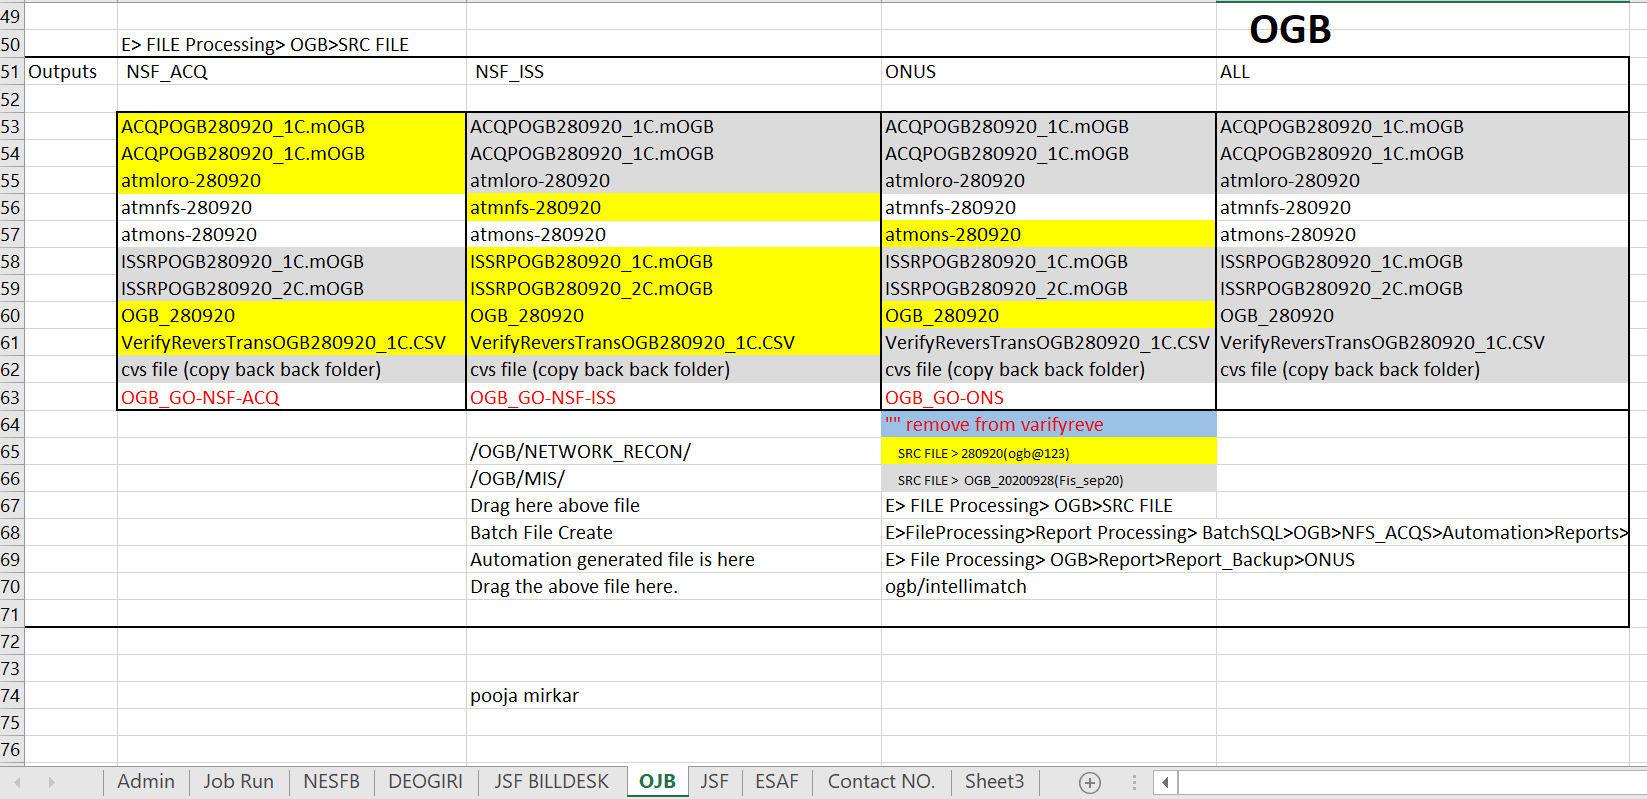 49
OGB
50 E> FILE Processing> OGB>SRC FILE
51 Outputs NSF_ACQ NSF_ISS ONUS ALL
52
53 ACQPOGB280920_1C.mOGB ACQPOGB280920_1C.mOGB ACQPOGB280920_1C.mOGB ACQPOGB280920_1C.mOGB
54 ACQPOGB280920_1C.mOGB ACQPOGB280920_1C.mOGB ACQPOGB280920_1C.mOGB ACQPOGB280920_1C.mOGB
55 atmloro-280920 atmloro-280920 atmloro-280920 atmloro-280920
56 atmnfs-280920 atmnfs-280920 atmnfs-280920 atmnfs-280920
57 atmons-280920 atmons-280920 atmons-280920 atmons-280920
58 ISSRPOGB280920_1C.mOGB ISSRPOGB280920_1C.mOGB ISSRPOGB280920_1C.mOGB ISSRPOGB280920_1C.mOGB
59 ISSRPOGB280920_2C.mOGB ISSRPOGB280920_2C.mOGB ISSRPOGB280920_2C.mOGB ISSRPOGB280920_2C.mOGB
60 OGB_280920 OGB_280920 OGB_280920 OGB_280920
61 VerifyReversTransOGB280920_1C.CSV VerifyReversTransOGB280920_1C.CSV VerifyReversTransOGB280920_1C.CSV VerifyReversTransOGB280920_1C.CSV
62 cvs file (copy back back folder) cvs file (copy back back folder) cvs file (copy back back folder) cvs file (copy back back folder)
63 OGB_GO-NSF-ACQ OGB_GO-NSF-ISS OGB_GO-ONS
64 "" remove from varifyreve
65 /OGB/NETWORK_RECON/ SRC FILE > 280920(ogb@123)
66 /OGB/MIS/ SRC FILE > OGB_20200928(Fis_sep20)
67 Drag here above file E> FILE Processing> OGB>SRC FILE
68 Batch File Create E>FileProcessing>Report Processing> BatchSQL>OGB>NFS_ACQS>Automation>Reports>
69 Automation generated file is here E> File Processing> OGB>Report>Report_Backup>ONUS
70 Drag the above file here. ogb/intellimatch
71
72
73
74 pooja mirkar
75
76
Admin Job Run NESFB DEOGIRI JSF BILLDESK OJB JSF ESAF Contact NO. Sheet3